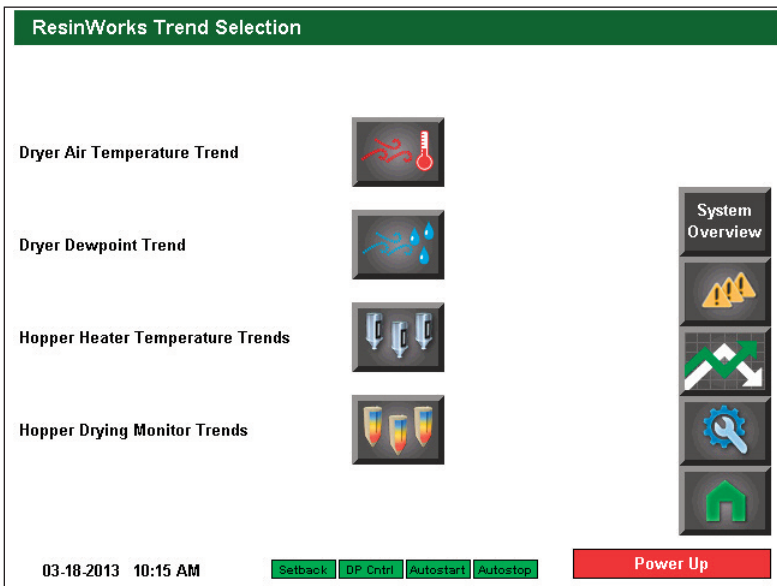 ResinWorks Trend Selection
Dryer Air Temperature Trend
Dryer Dewpoint Trend
Hopper Heater Temperature Trends
Hopper Drying Monitor Trends
System
Overview
03-18-2013 10:15 AM
Setback DP Cntrl Autostart Autostop
Power Up